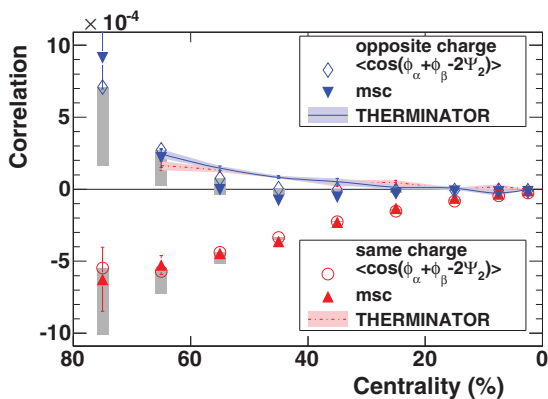 ×10⁻⁴
10
5
0
-5
-10
Correlation
opposite charge
<cos(ϕα+ϕβ-2Ψ2)>
msc
THERMINATOR
same charge
<cos(ϕα+ϕβ-2Ψ2)>
msc
THERMINATOR
80 60 40 20 0
Centrality (%)